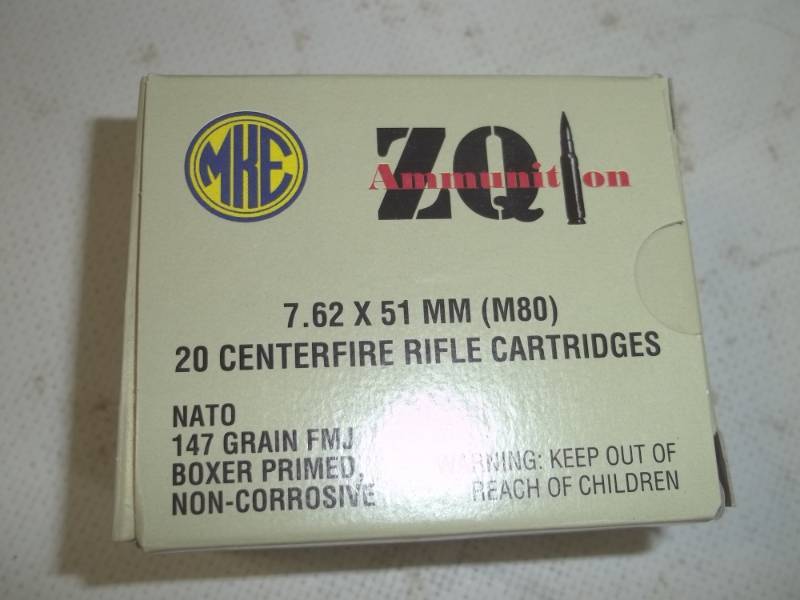 MKE
ZQI
Ammunition
7.62 X 51 MM (M80)
20 CENTERFIRE RIFLE CARTRIDGES
NATO
147 GRAIN FMJ
BOXER PRIMED,
NON-CORROSIVE
WARNING: KEEP OUT OF
REACH OF CHILDREN